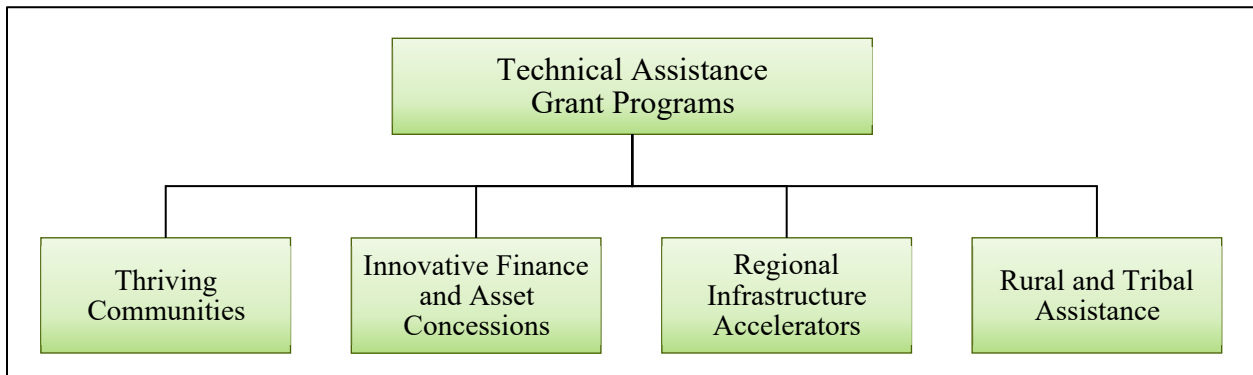 Technical Assistance
Grant Programs
Thriving
Communities
Innovative Finance
and Asset
Concessions
Regional
Infrastructure
Accelerators
Rural and Tribal
Assistance